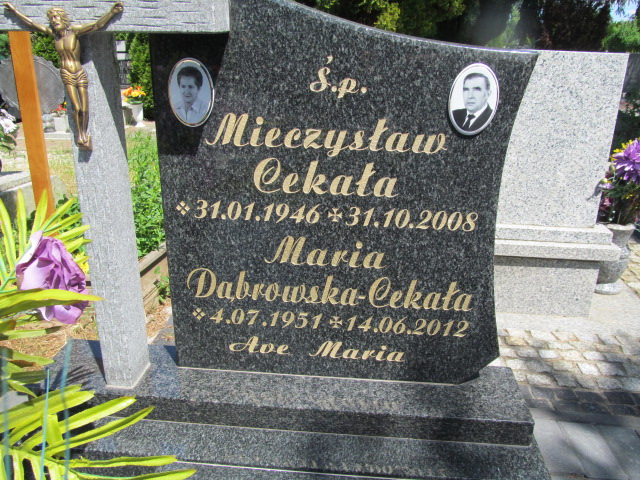 Ś.p.
Mieczysław
Cekała
* 31.01.1946 + 31.10.2008
Maria
Dąbrowska-Cekała
* 4.07.1951 + 14.06.2012
Ave Maria